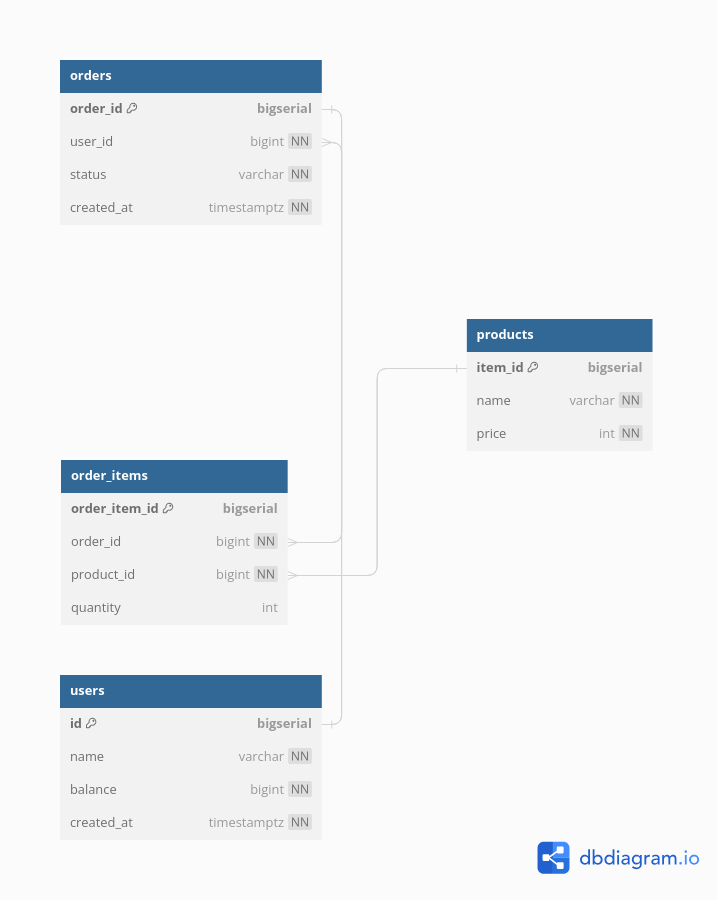 orders
order_id bigserial
user_id bigint NN
status varchar NN
created_at timestamptz NN
products
item_id bigserial
name varchar NN
price int NN
order_items
order_item_id bigserial
order_id bigint NN
product_id bigint NN
quantity int
users
id bigserial
name varchar NN
balance bigint NN
created_at timestamptz NN
dbdiagram.io